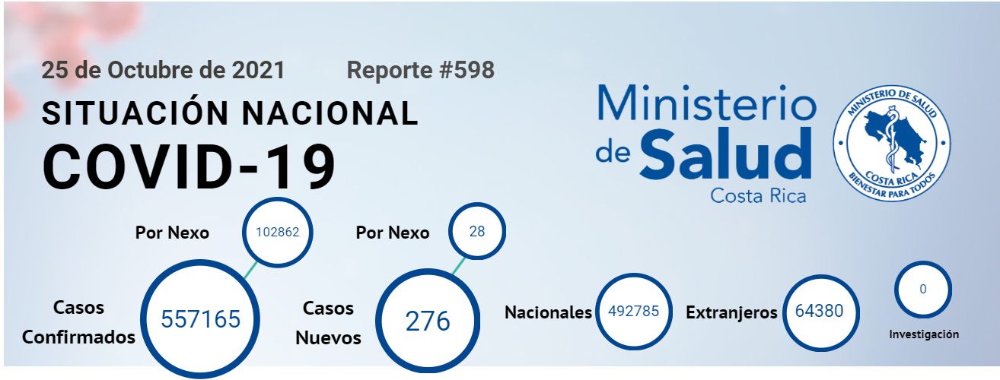 25 de Octubre de 2021 Reporte #598
SITUACIÓN NACIONAL
COVID-19
Ministerio
de Salud
Costa Rica
MINISTERIO DE SALUD
COSTA RICA
BIENESTAR PARA TODOS
Por Nexo 102862
Por Nexo 28
Casos
Confirmados
557165
Casos
Nuevos
276
Nacionales 492785
Extranjeros 64380
0
Investigación